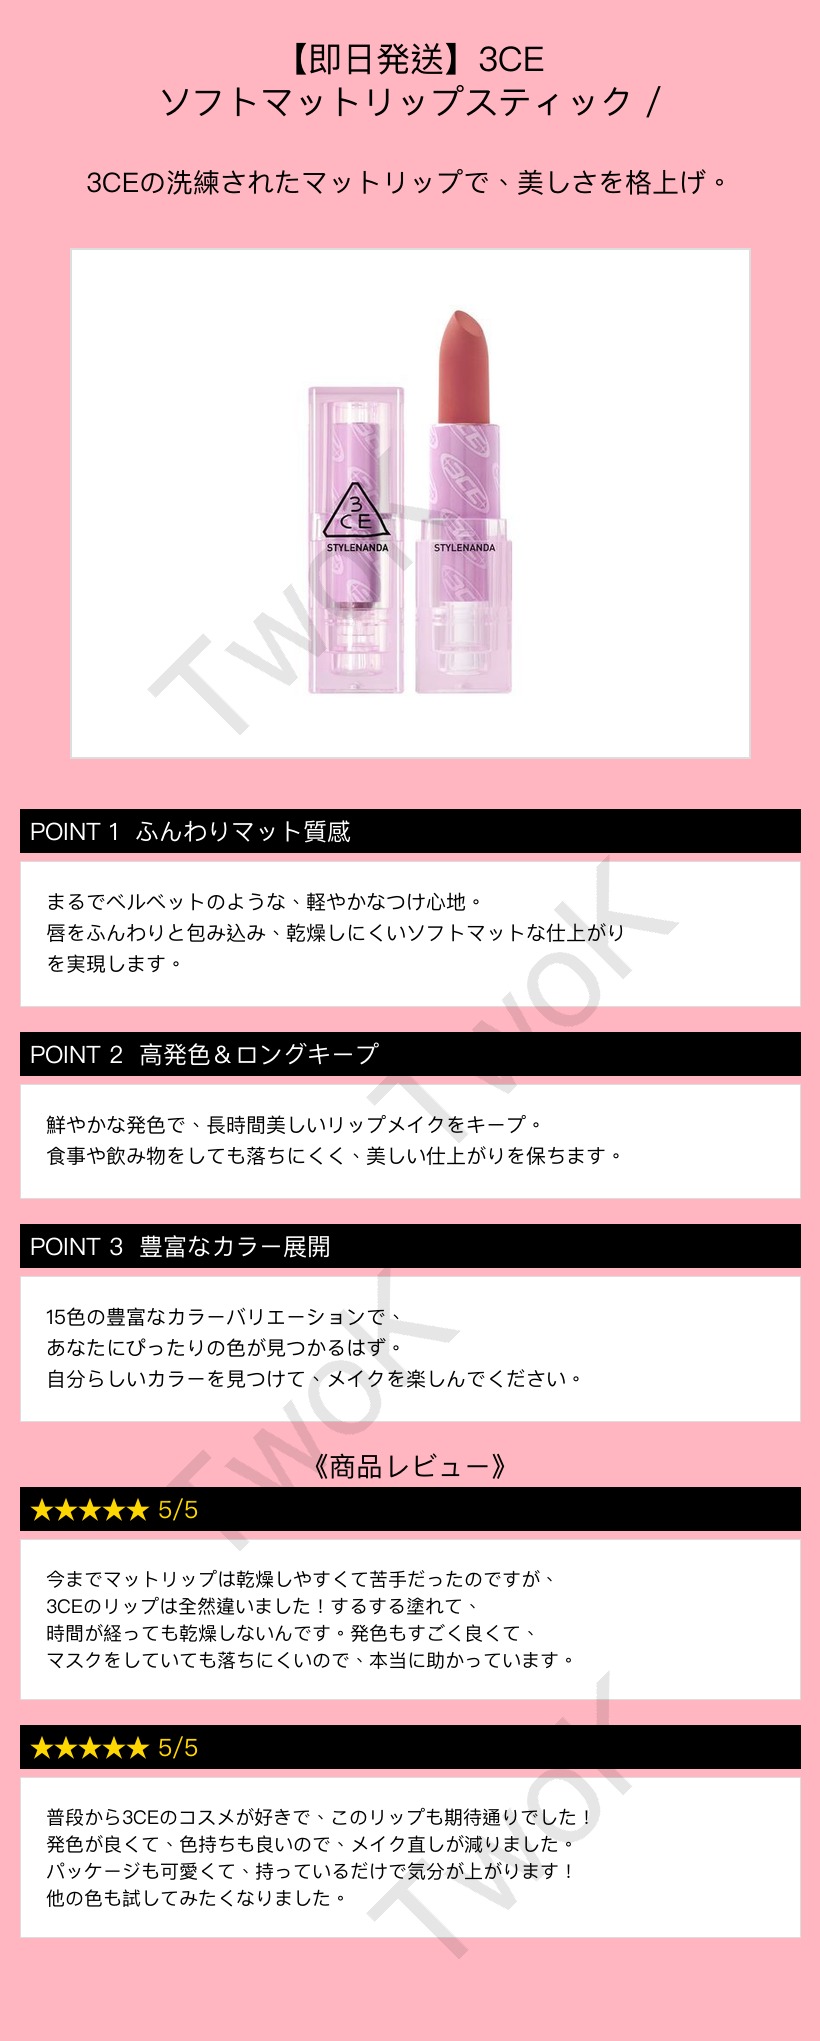 【即日発送】3CE
ソフトマットリップスティック /
3CEの洗練されたマットリップで、美しさを格上げ。
3
CE
STYLENANDA
3CE
STYLENANDA
TwoK
POINT 1 ふんわりマット質感
まるでベルベットのような、軽やかなつけ心地。
唇をふんわりと包み込み、乾燥しにくいソフトマットな仕上がり
を実現します。
TwoK
POINT 2 高発色＆ロングキープ
鮮やかな発色で、長時間美しいリップメイクをキープ。
食事や飲み物をしても落ちにくく、美しい仕上がりを保ちます。
POINT 3 豊富なカラー展開
15色の豊富なカラーバリエーションで、
あなたにぴったりの色が見つかるはず。
自分らしいカラーを見つけて、メイクを楽しんでください。
TwoK
《商品レビュー》
★★★★★ 5/5
今までマットリップは乾燥しやすくて苦手だったのですが、
3CEのリップは全然違いました！するする塗れて、
時間が経っても乾燥しないんです。発色もすごく良くて、
マスクをしていても落ちにくいので、本当に助かっています。
★★★★★ 5/5
普段から3CEのコスメが好きで、このリップも期待通りでした！
発色が良くて、色持ちも良いので、メイク直しが減りました。
パッケージも可愛くて、持っているだけで気分が上がります！
他の色も試してみたくなりました。
TwoK